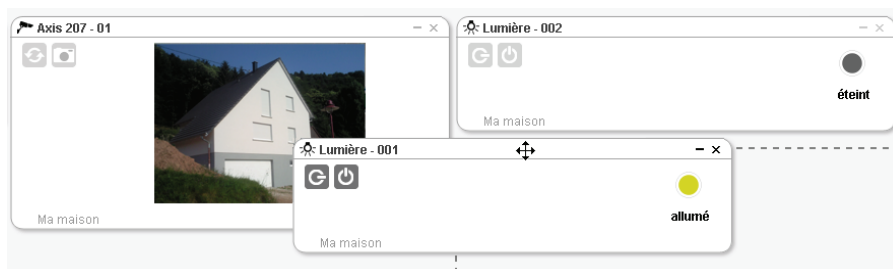 Axis 207 - 01
Ma maison
Lumière - 002
éteint
Ma maison
Lumière - 001
allumé
Ma maison